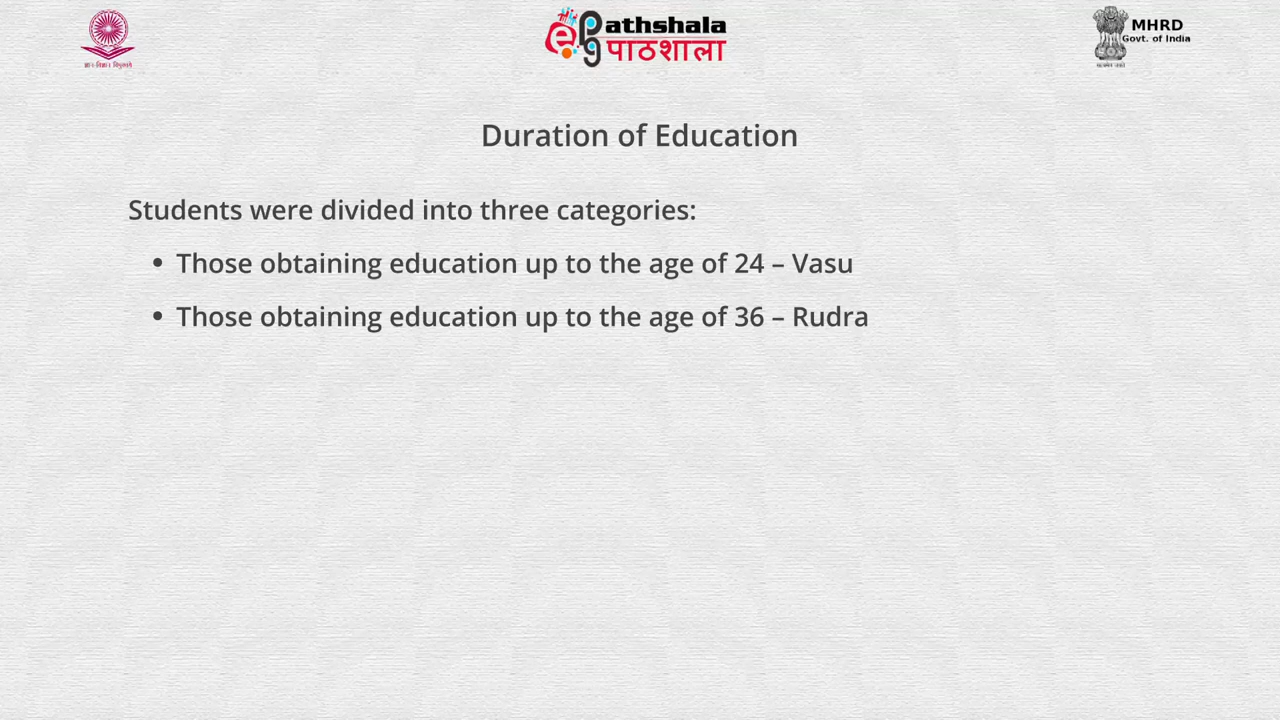 athshala
पाठशाला
MHRD
Govt. of India
Duration of Education
Students were divided into three categories:
• Those obtaining education up to the age of 24 – Vasu
• Those obtaining education up to the age of 36 – Rudra